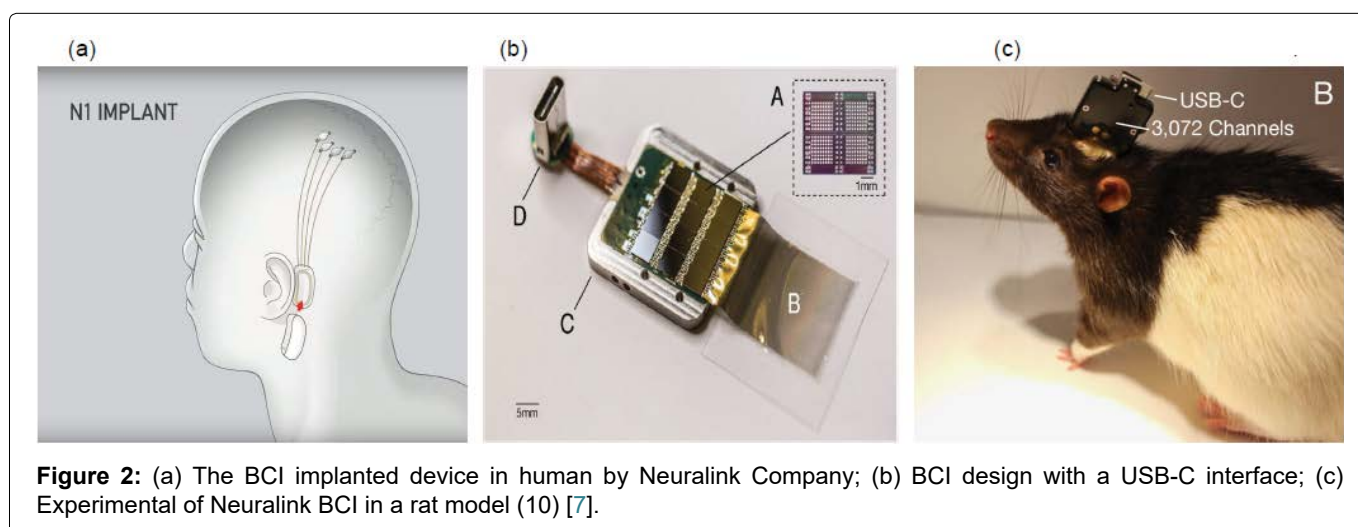 (a)
(b)
(c)
N1 IMPLANT
A
1mm
D
B
C
5mm
B
USB-C
3,072 Channels
Figure 2: (a) The BCI implanted device in human by Neuralink Company; (b) BCI design with a USB-C interface; (c)
Experimental of Neuralink BCI in a rat model (10) [7].